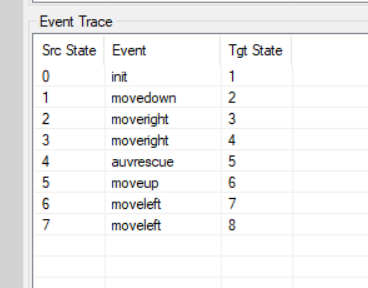 Event Trace
Src State Event Tgt State
0 init 1
1 movedown 2
2 moveright 3
3 moveright 4
4 auvrescue 5
5 moveup 6
6 moveleft 7
7 moveleft 8